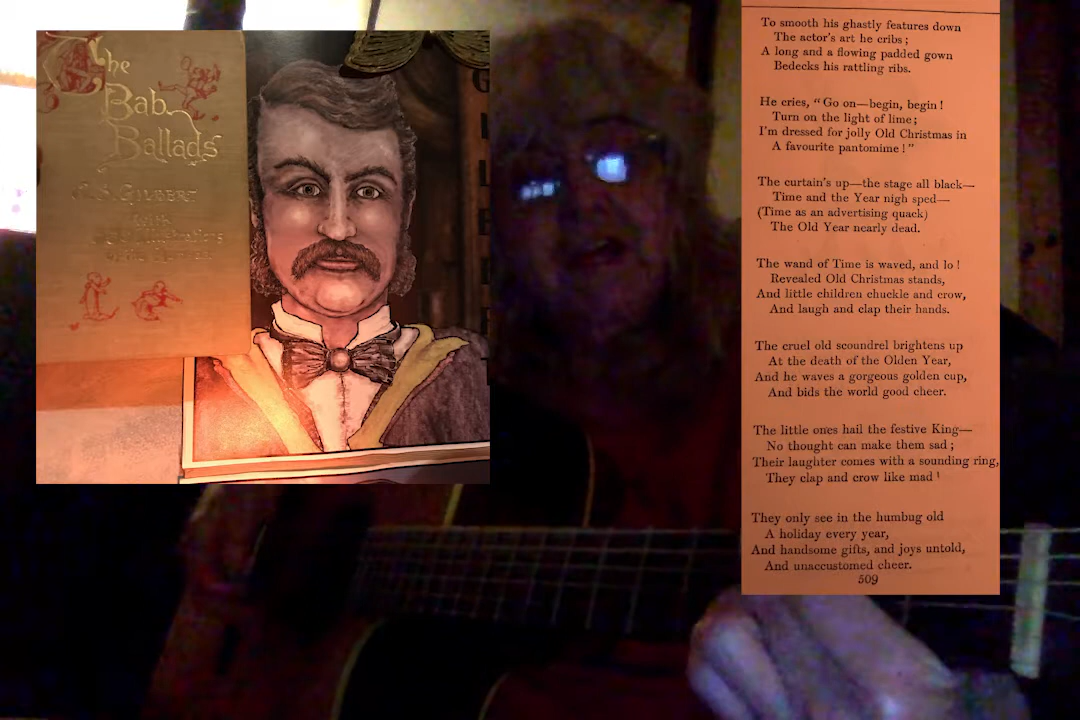 The
Bab
Ballads
W. S. GILBERT
with
To smooth his ghastly features down
The actor's art he cribs;
A long and a flowing padded gown
Bedecks his rattling ribs.
He cries, "Go on—begin, begin!
Turn on the light of lime;
I'm dressed for jolly Old Christmas in
A favourite pantomime!"
The curtain's up—the stage all black—
Time and the Year nigh sped—
(Time as an advertising quack)
The Old Year nearly dead.
The wand of Time is waved, and lo!
Revealed Old Christmas stands,
And little children chuckle and crow,
And laugh and clap their hands.
The cruel old scoundrel brightens up
At the death of the Olden Year,
And he waves a gorgeous golden cup,
And bids the world good cheer.
The little ones hail the festive King—
No thought can make them sad;
Their laughter comes with a sounding ring,
They clap and crow like mad!
They only see in the humbug old
A holiday every year,
And handsome gifts, and joys untold,
And unaccustomed cheer.
509